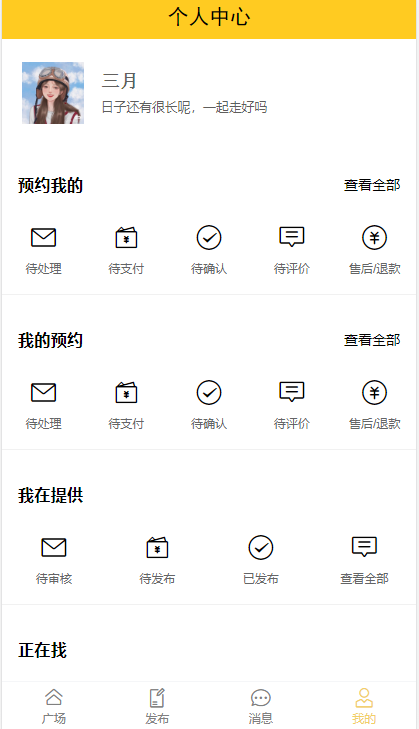 个人中心
三月
日子还有很长呢，一起走好吗
预约我的 查看全部
待处理 待支付 待确认 待评价 售后/退款
我的预约 查看全部
待处理 待支付 待确认 待评价 售后/退款
我在提供
待审核 待发布 已发布 查看全部
正在找
广场 发布 消息 我的